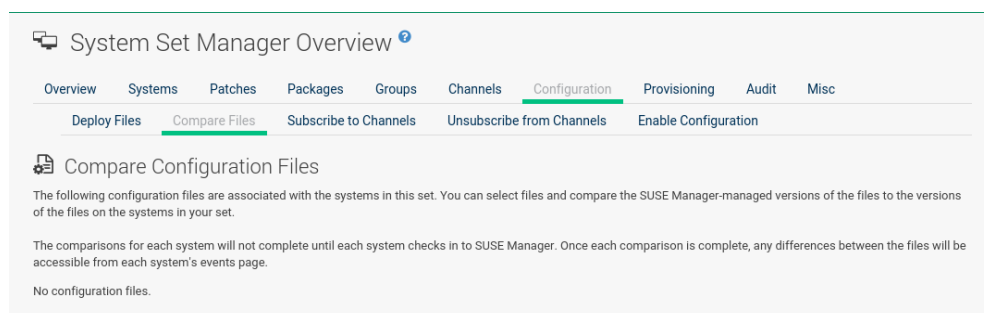 System Set Manager Overview ?
Overview Systems Patches Packages Groups Channels Configuration Provisioning Audit Misc
Deploy Files Compare Files Subscribe to Channels Unsubscribe from Channels Enable Configuration
Compare Configuration Files
The following configuration files are associated with the systems in this set. You can select files and compare the SUSE Manager-managed versions of the files to the versions
of the files on the systems in your set.
The comparisons for each system will not complete until each system checks in to SUSE Manager. Once each comparison is complete, any differences between the files will be
accessible from each system's events page.
No configuration files.